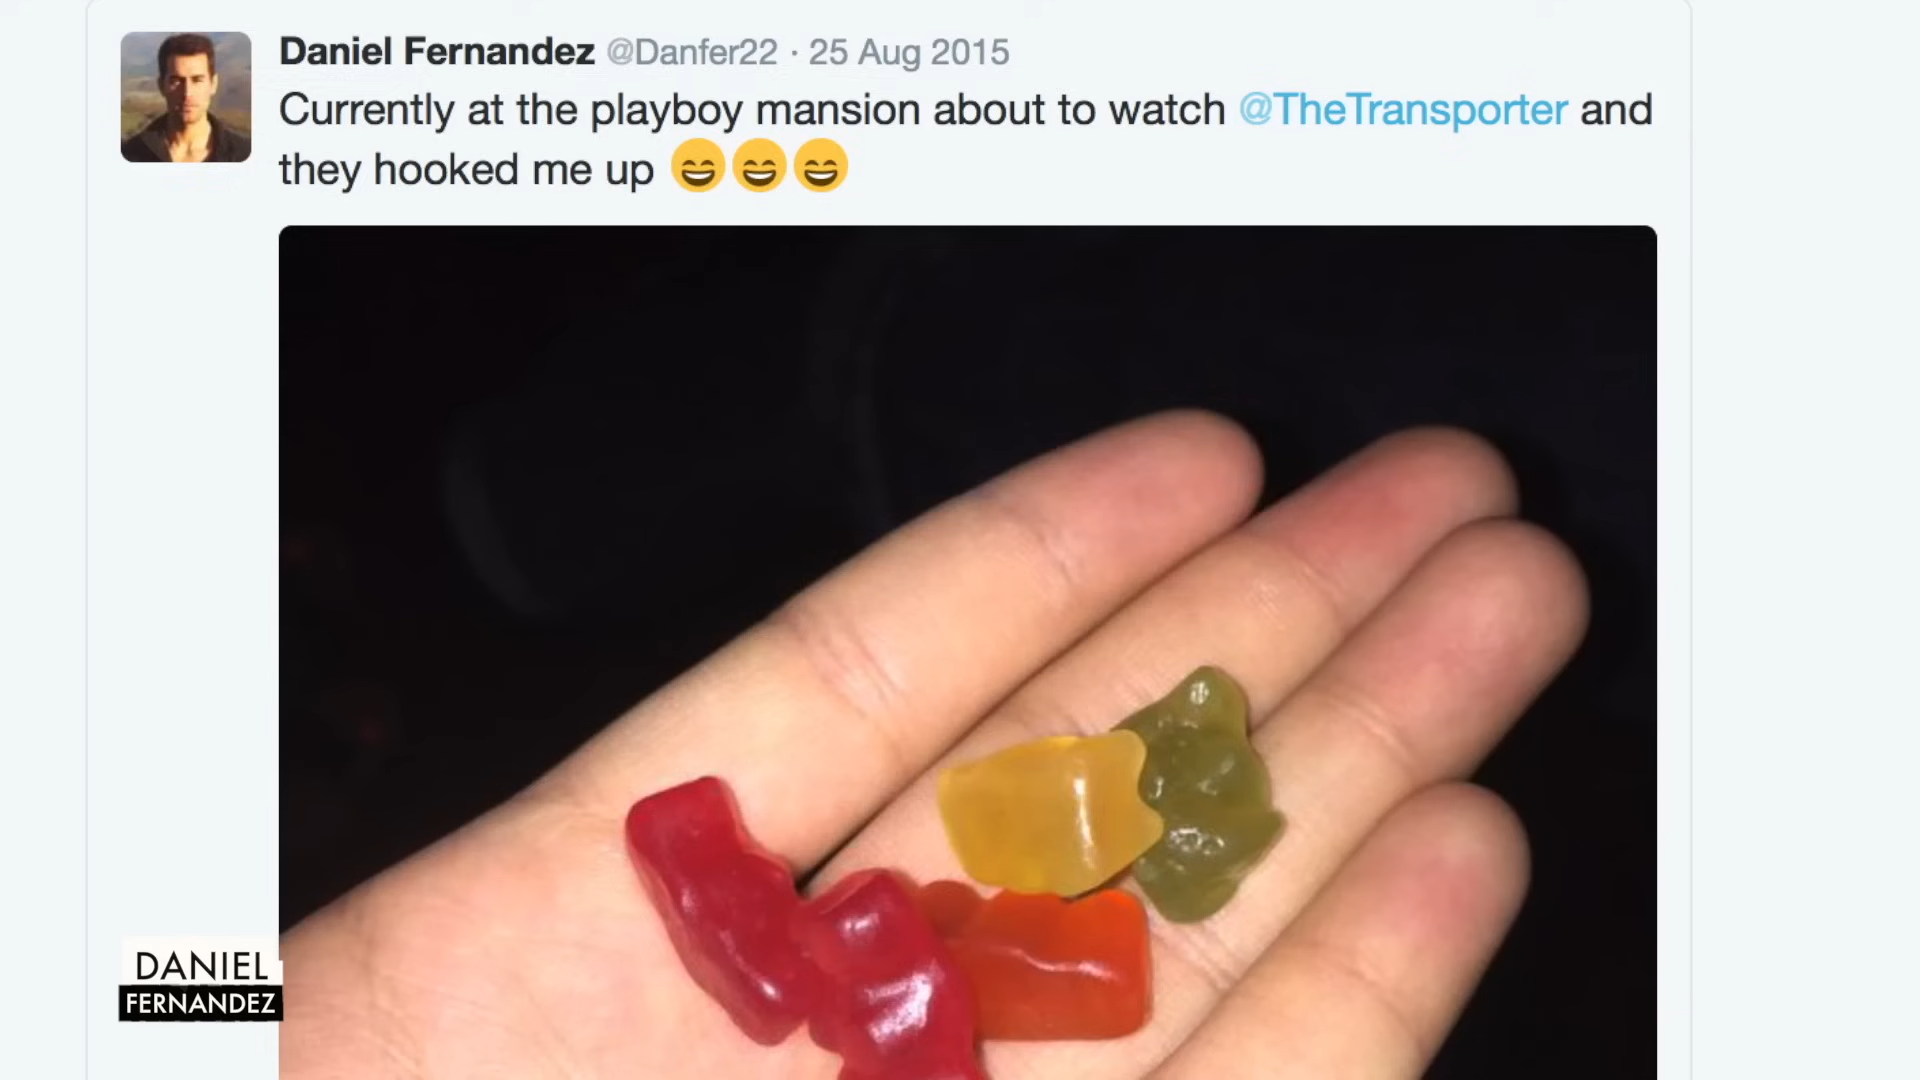 Daniel Fernandez @Danfer22 · 25 Aug 2015
Currently at the playboy mansion about to watch @TheTransporter and
they hooked me up 😄😄😄
DANIEL
FERNANDEZ